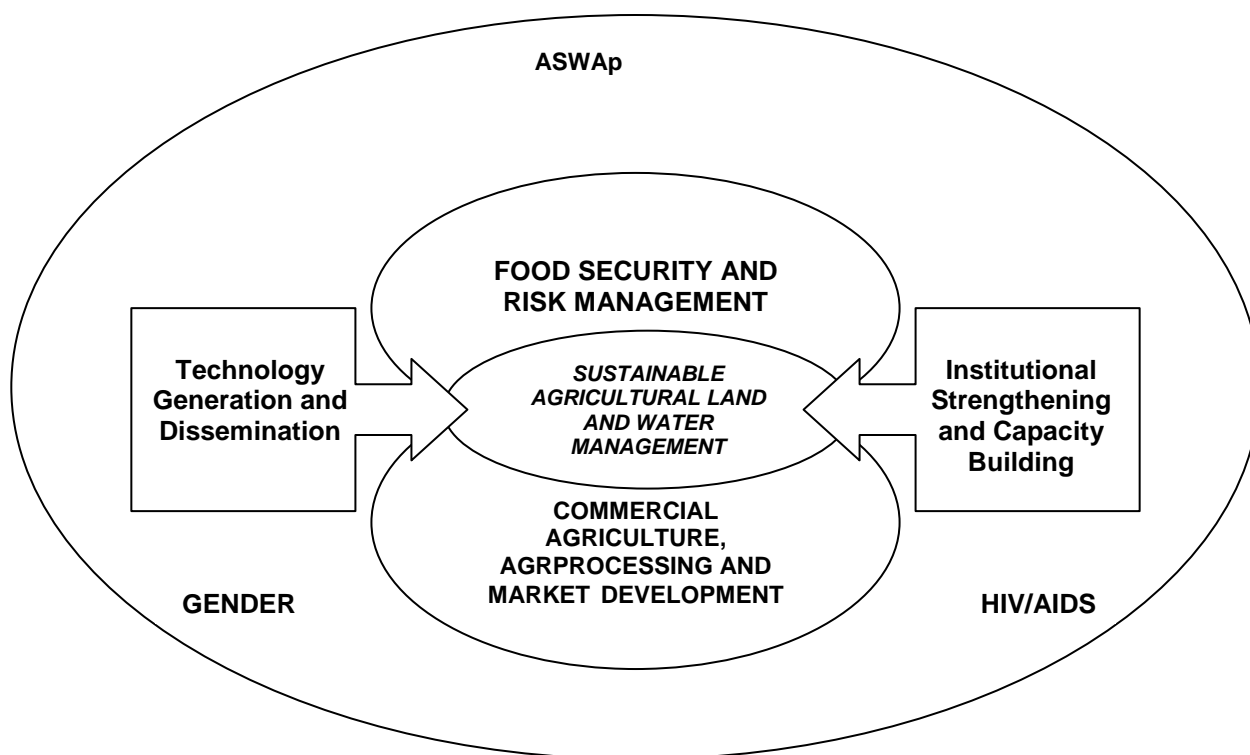 ASWAp
FOOD SECURITY AND
RISK MANAGEMENT
Technology
Generation and
Dissemination
SUSTAINABLE
AGRICULTURAL LAND
AND WATER
MANAGEMENT
Institutional
Strengthening
and Capacity
Building
COMMERCIAL
AGRICULTURE,
AGRPROCESSING AND
MARKET DEVELOPMENT
GENDER
HIV/AIDS